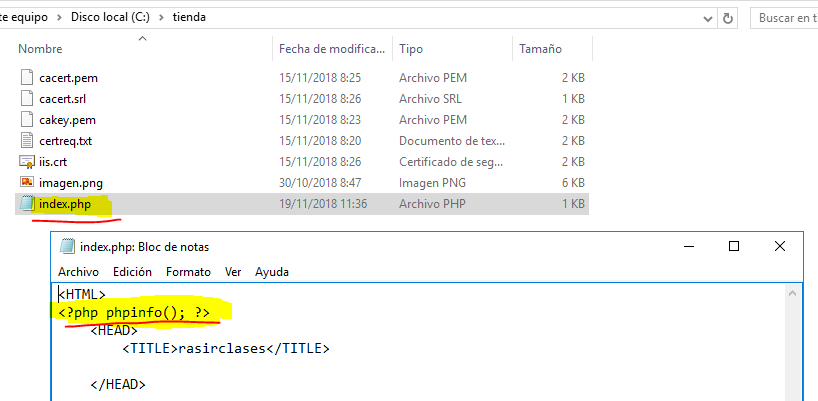 te equipo > Disco local (C:) > tienda
Buscar en t
Nombre Fecha de modifica... Tipo Tamaño
cacert.pem 15/11/2018 8:25 Archivo PEM 2 KB
cacert.srl 15/11/2018 8:26 Archivo SRL 1 KB
cakey.pem 15/11/2018 8:23 Archivo PEM 2 KB
certreq.txt 15/11/2018 8:20 Documento de tex... 2 KB
iis.crt 15/11/2018 8:26 Certificado de seg... 2 KB
imagen.png 30/10/2018 8:47 Imagen PNG 6 KB
index.php 19/11/2018 11:36 Archivo PHP 1 KB
index.php: Bloc de notas
Archivo Edición Formato Ver Ayuda
<HTML>
<?php phpinfo(); ?>
<HEAD>
<TITLE>rasirclases</TITLE>
</HEAD>